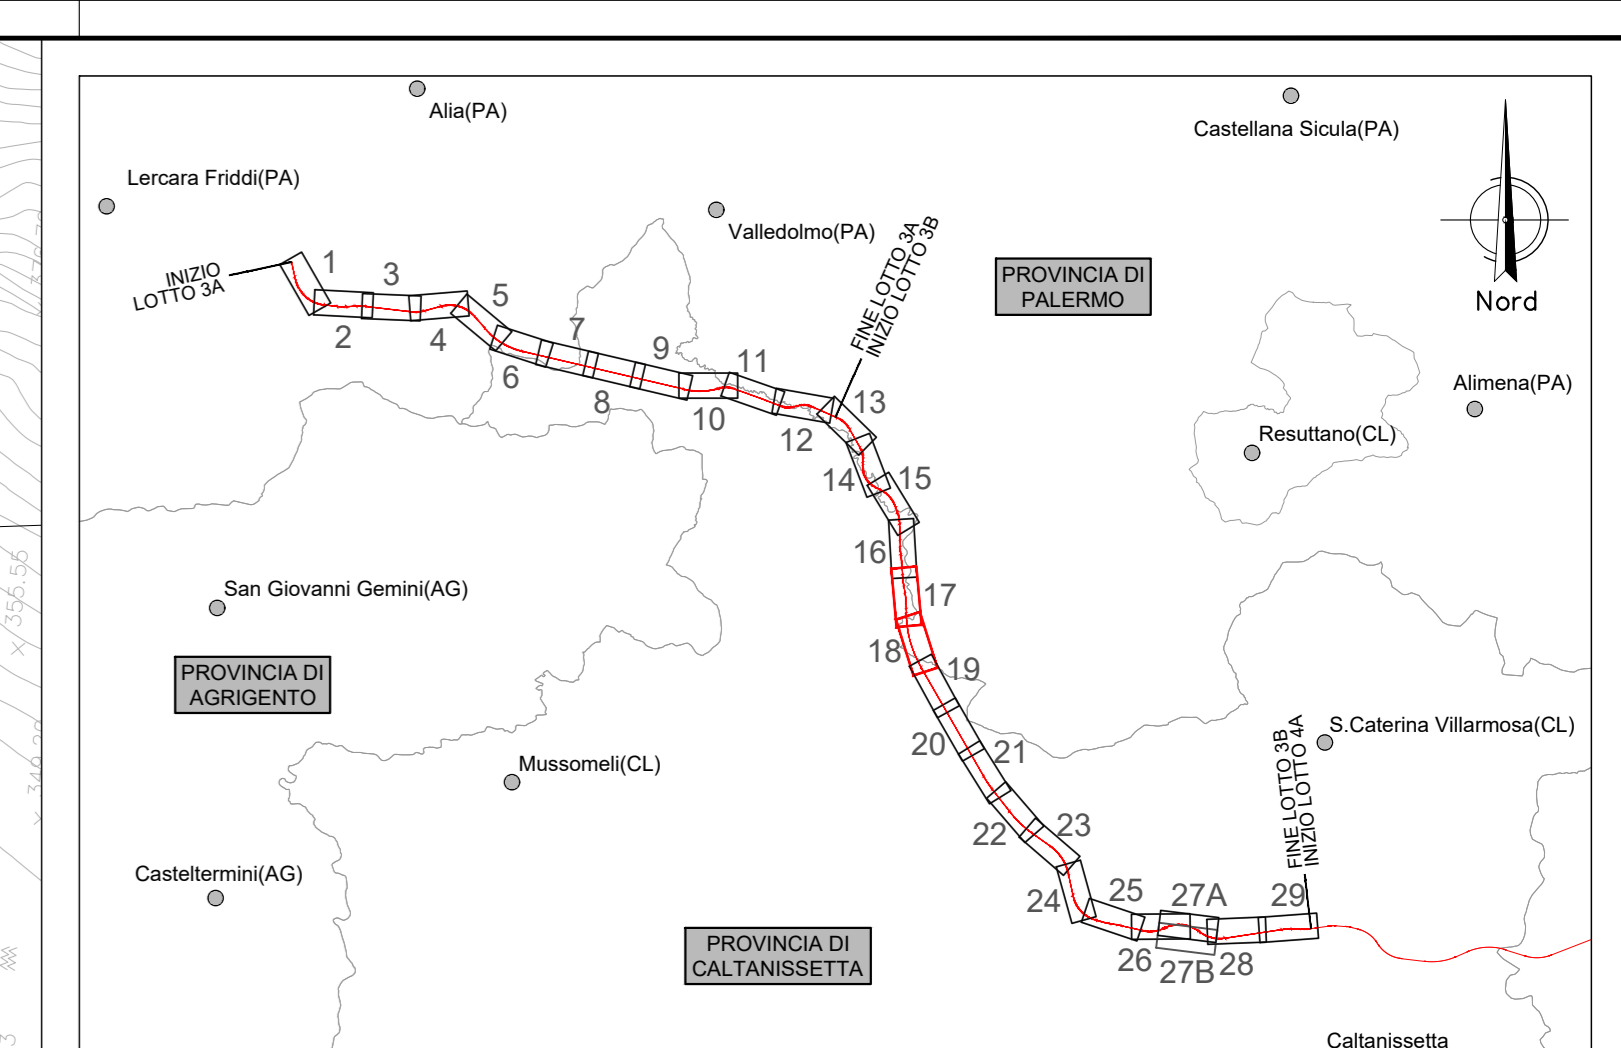 Alia(PA)
Castellana Sicula(PA)
Lercara Friddi(PA)
Valledolmo(PA)
INIZIO
LOTTO 3A
FINE LOTTO 3A
INIZIO LOTTO 3B
PROVINCIA DI
PALERMO
Nord
1
2
3
4
5
6
7
8
9
10
11
12
13
14
15
16
17
18
19
20
21
22
23
24
25
26
27A
27B
28
29
Alimena(PA)
Resuttano(CL)
San Giovanni Gemini(AG)
PROVINCIA DI
AGRIGENTO
Mussomeli(CL)
S.Caterina Villarmosa(CL)
FINE LOTTO 3B
INIZIO LOTTO 4A
Casteltermini(AG)
PROVINCIA DI
CALTANISSETTA
Caltanissetta
x 355.55